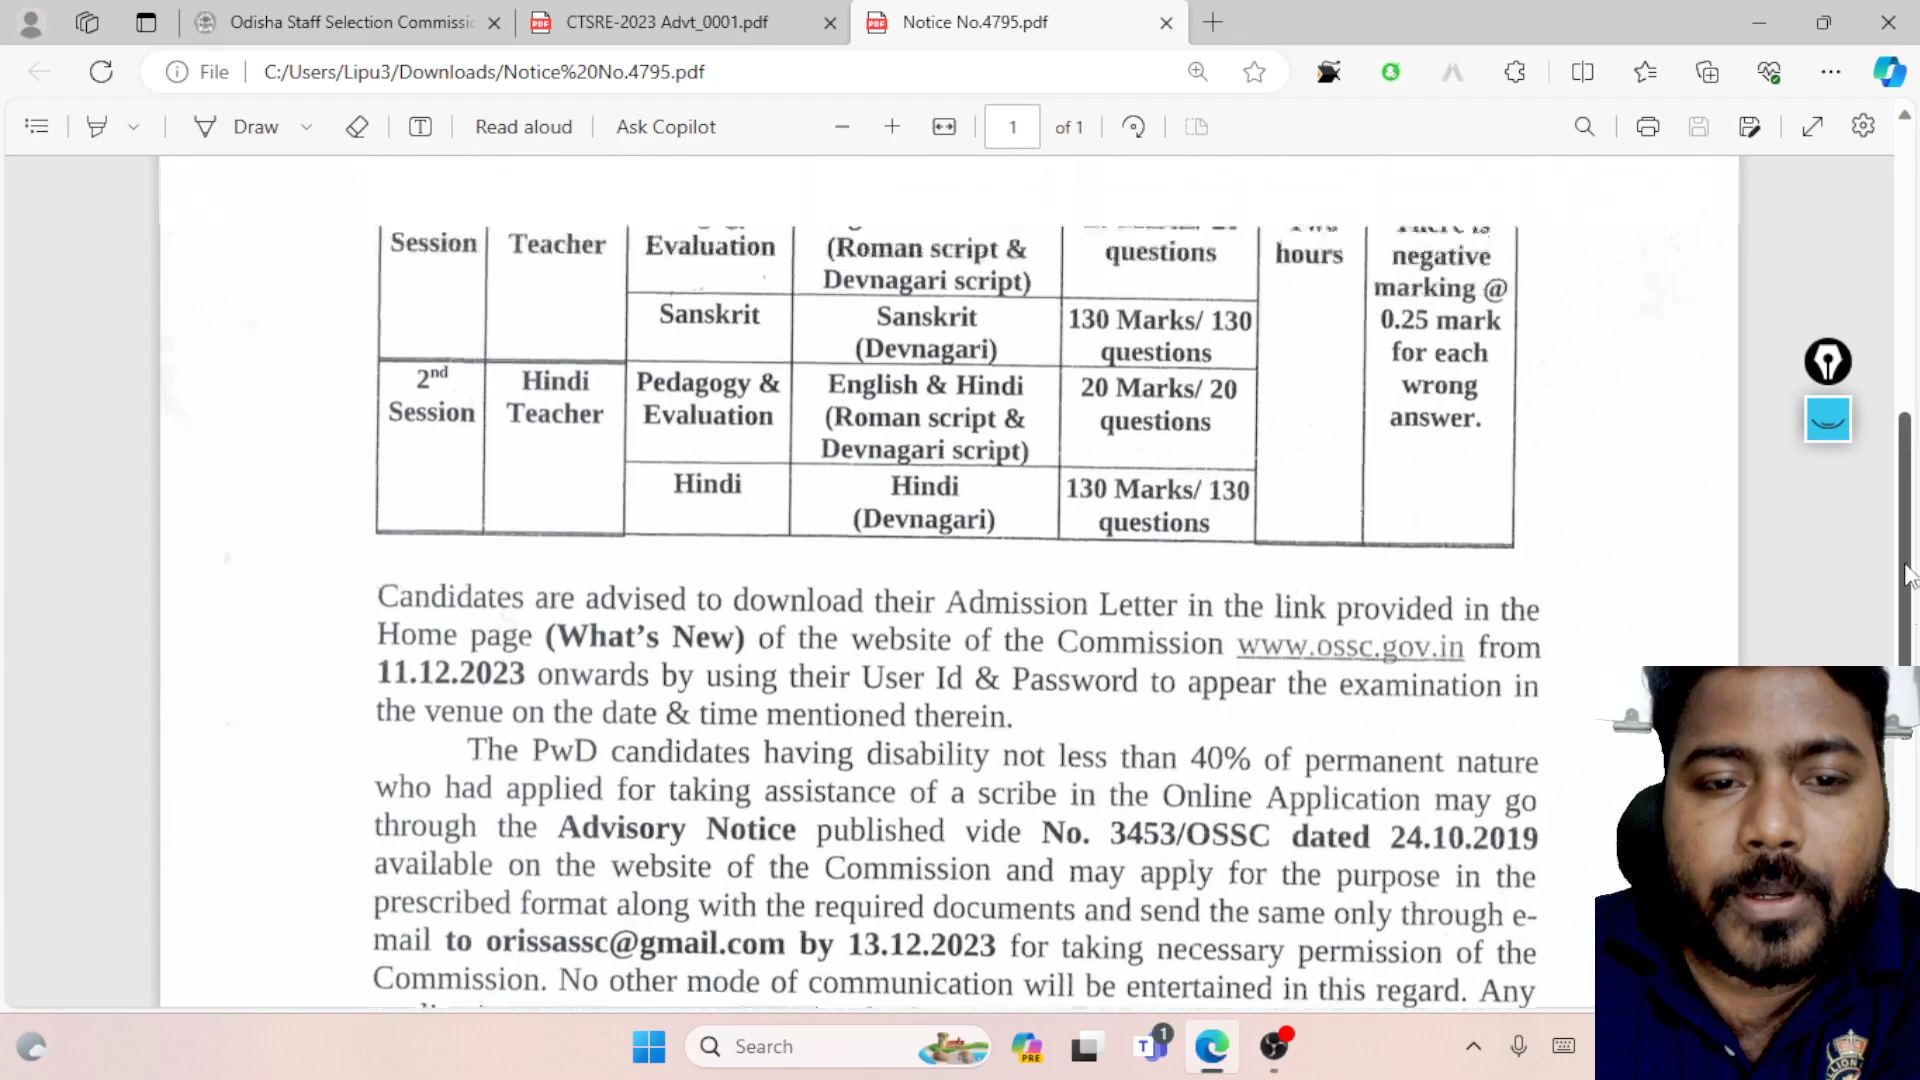 Odisha Staff Selection Commissic
CTSRE-2023 Advt_0001.pdf
Notice No.4795.pdf
File
C:/Users/Lipu3/Downloads/Notice%20No.4795.pdf
Draw
Read aloud
Ask Copilot
1
of 1
Session
Teacher
Evaluation
(Roman script &
Devnagari script)
questions
hours
negative
marking @
0.25 mark
for each
wrong
answer.
Sanskrit
Sanskrit
(Devnagari)
130 Marks/ 130
questions
2nd
Session
Hindi
Teacher
Pedagogy &
Evaluation
English & Hindi
(Roman script &
Devnagari script)
20 Marks/ 20
questions
Hindi
Hindi
(Devnagari)
130 Marks/ 130
questions
Candidates are advised to download their Admission Letter in the link provided in the
Home page (What's New) of the website of the Commission www.ossc.gov.in from
11.12.2023 onwards by using their User Id & Password to appear the examination in
the venue on the date & time mentioned therein.
The PwD candidates having disability not less than 40% of permanent nature
who had applied for taking assistance of a scribe in the Online Application may go
through the Advisory Notice published vide No. 3453/OSSC dated 24.10.2019
available on the website of the Commission and may apply for the purpose in the
prescribed format along with the required documents and send the same only through e-
mail to orissassc@gmail.com by 13.12.2023 for taking necessary permission of the
Commission. No other mode of communication will be entertained in this regard. Any
Search
PRE
T
1